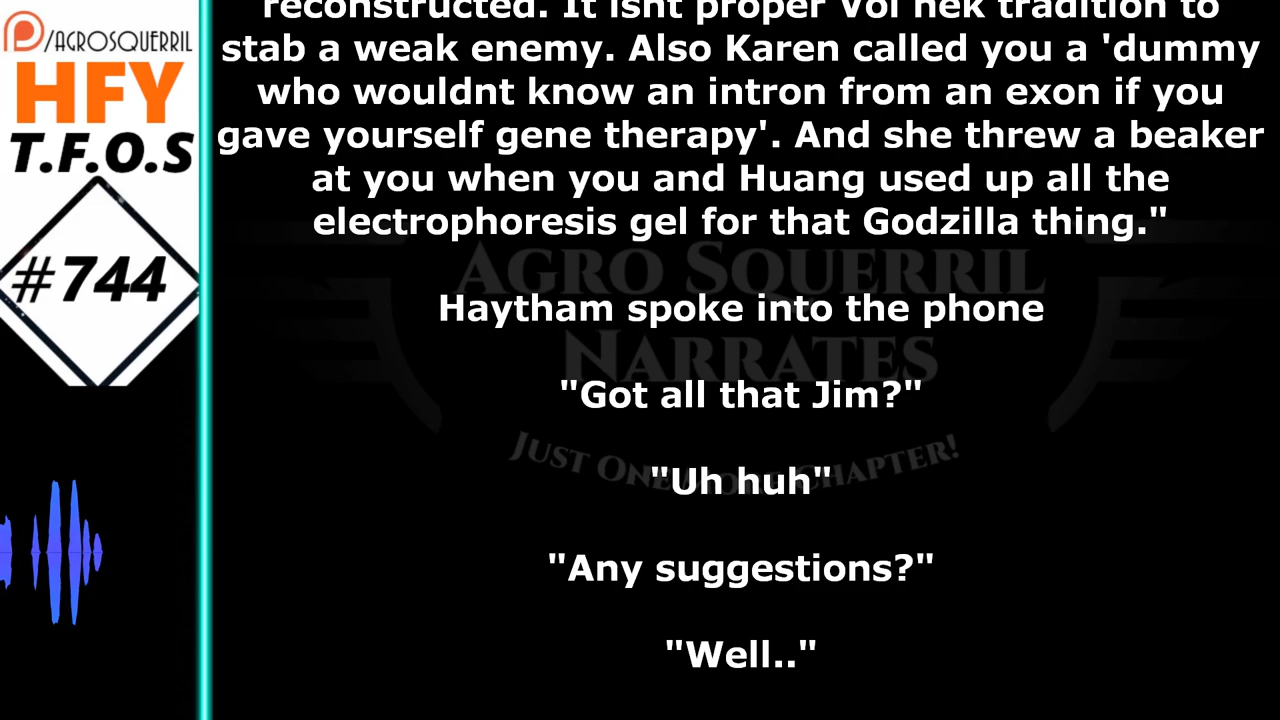 /AGROSQUERRIL
HFY
T.F.O.S
#744
reconstructed. It isnt proper Vol'nek tradition to
stab a weak enemy. Also Karen called you a 'dummy
who wouldnt know an intron from an exon if you
gave yourself gene therapy'. And she threw a beaker
at you when you and Huang used up all the
electrophoresis gel for that Godzilla thing."
Haytham spoke into the phone
"Got all that Jim?"
"Uh huh"
"Any suggestions?"
"Well.."
AGRO SQUERRIL
NARRATES
JUST ONE MORE CHAPTER!